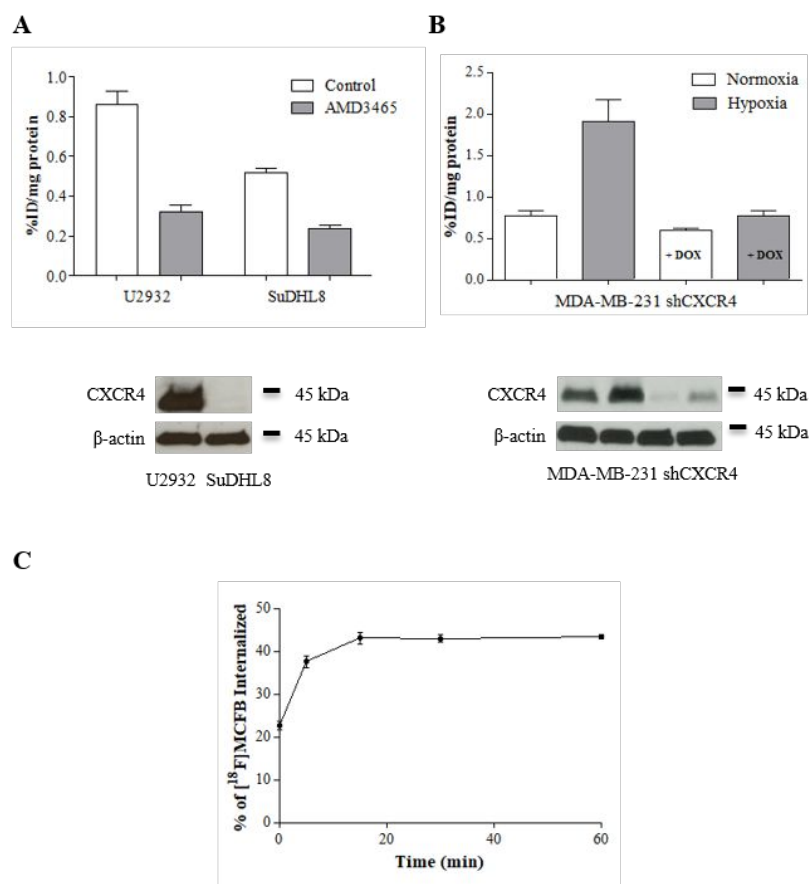 A
1.0
0.8
0.6
0.4
0.2
0.0
%ID/mg protein
Control
AMD3465
U2932
SuDHL8
B
2.5
2.0
1.5
1.0
0.5
0.0
%ID/mg protein
Normoxia
Hypoxia
+ DOX
+ DOX
MDA-MB-231 shCXCR4
CXCR4
45 kDa
β-actin
45 kDa
U2932 SuDHL8
CXCR4
45 kDa
β-actin
45 kDa
MDA-MB-231 shCXCR4
C
50
40
30
20
10
0
% of [¹⁸F]MCFB Internalized
0
20
40
60
Time (min)